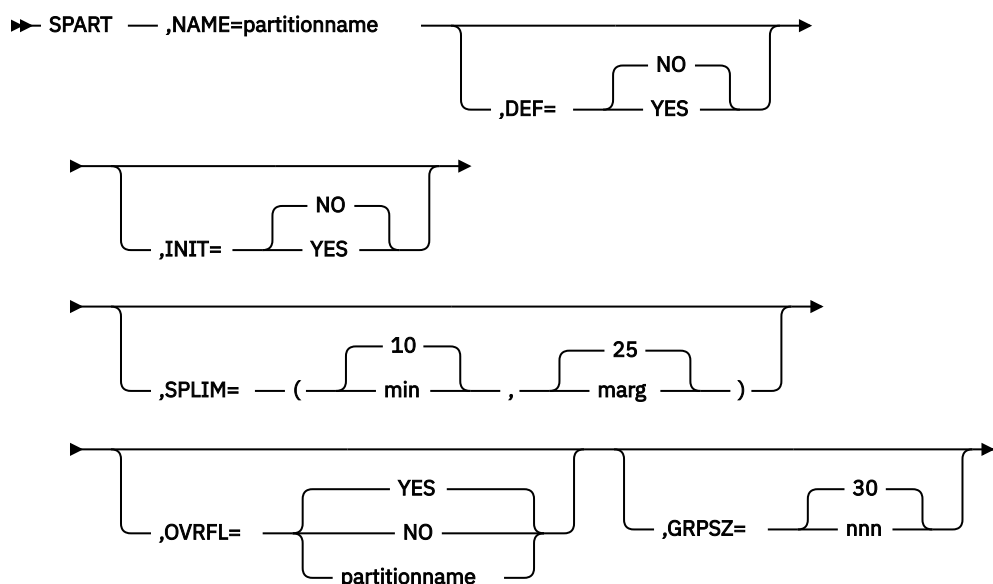 SPART ,NAME=partitionname
NO
,DEF= YES
NO
,INIT= YES
10 25
,SPLIM= ( min , marg )
YES 30
,OVRFL= NO ,GRPSZ= nnn
partitionname